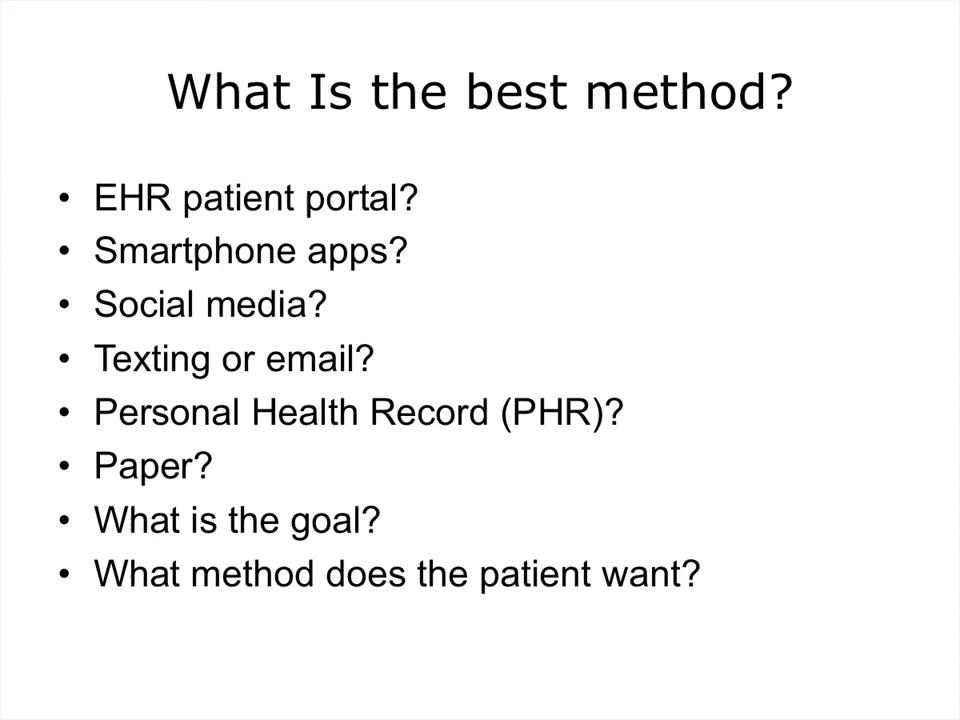 What Is the best method?
• EHR patient portal?
• Smartphone apps?
• Social media?
• Texting or email?
• Personal Health Record (PHR)?
• Paper?
• What is the goal?
• What method does the patient want?